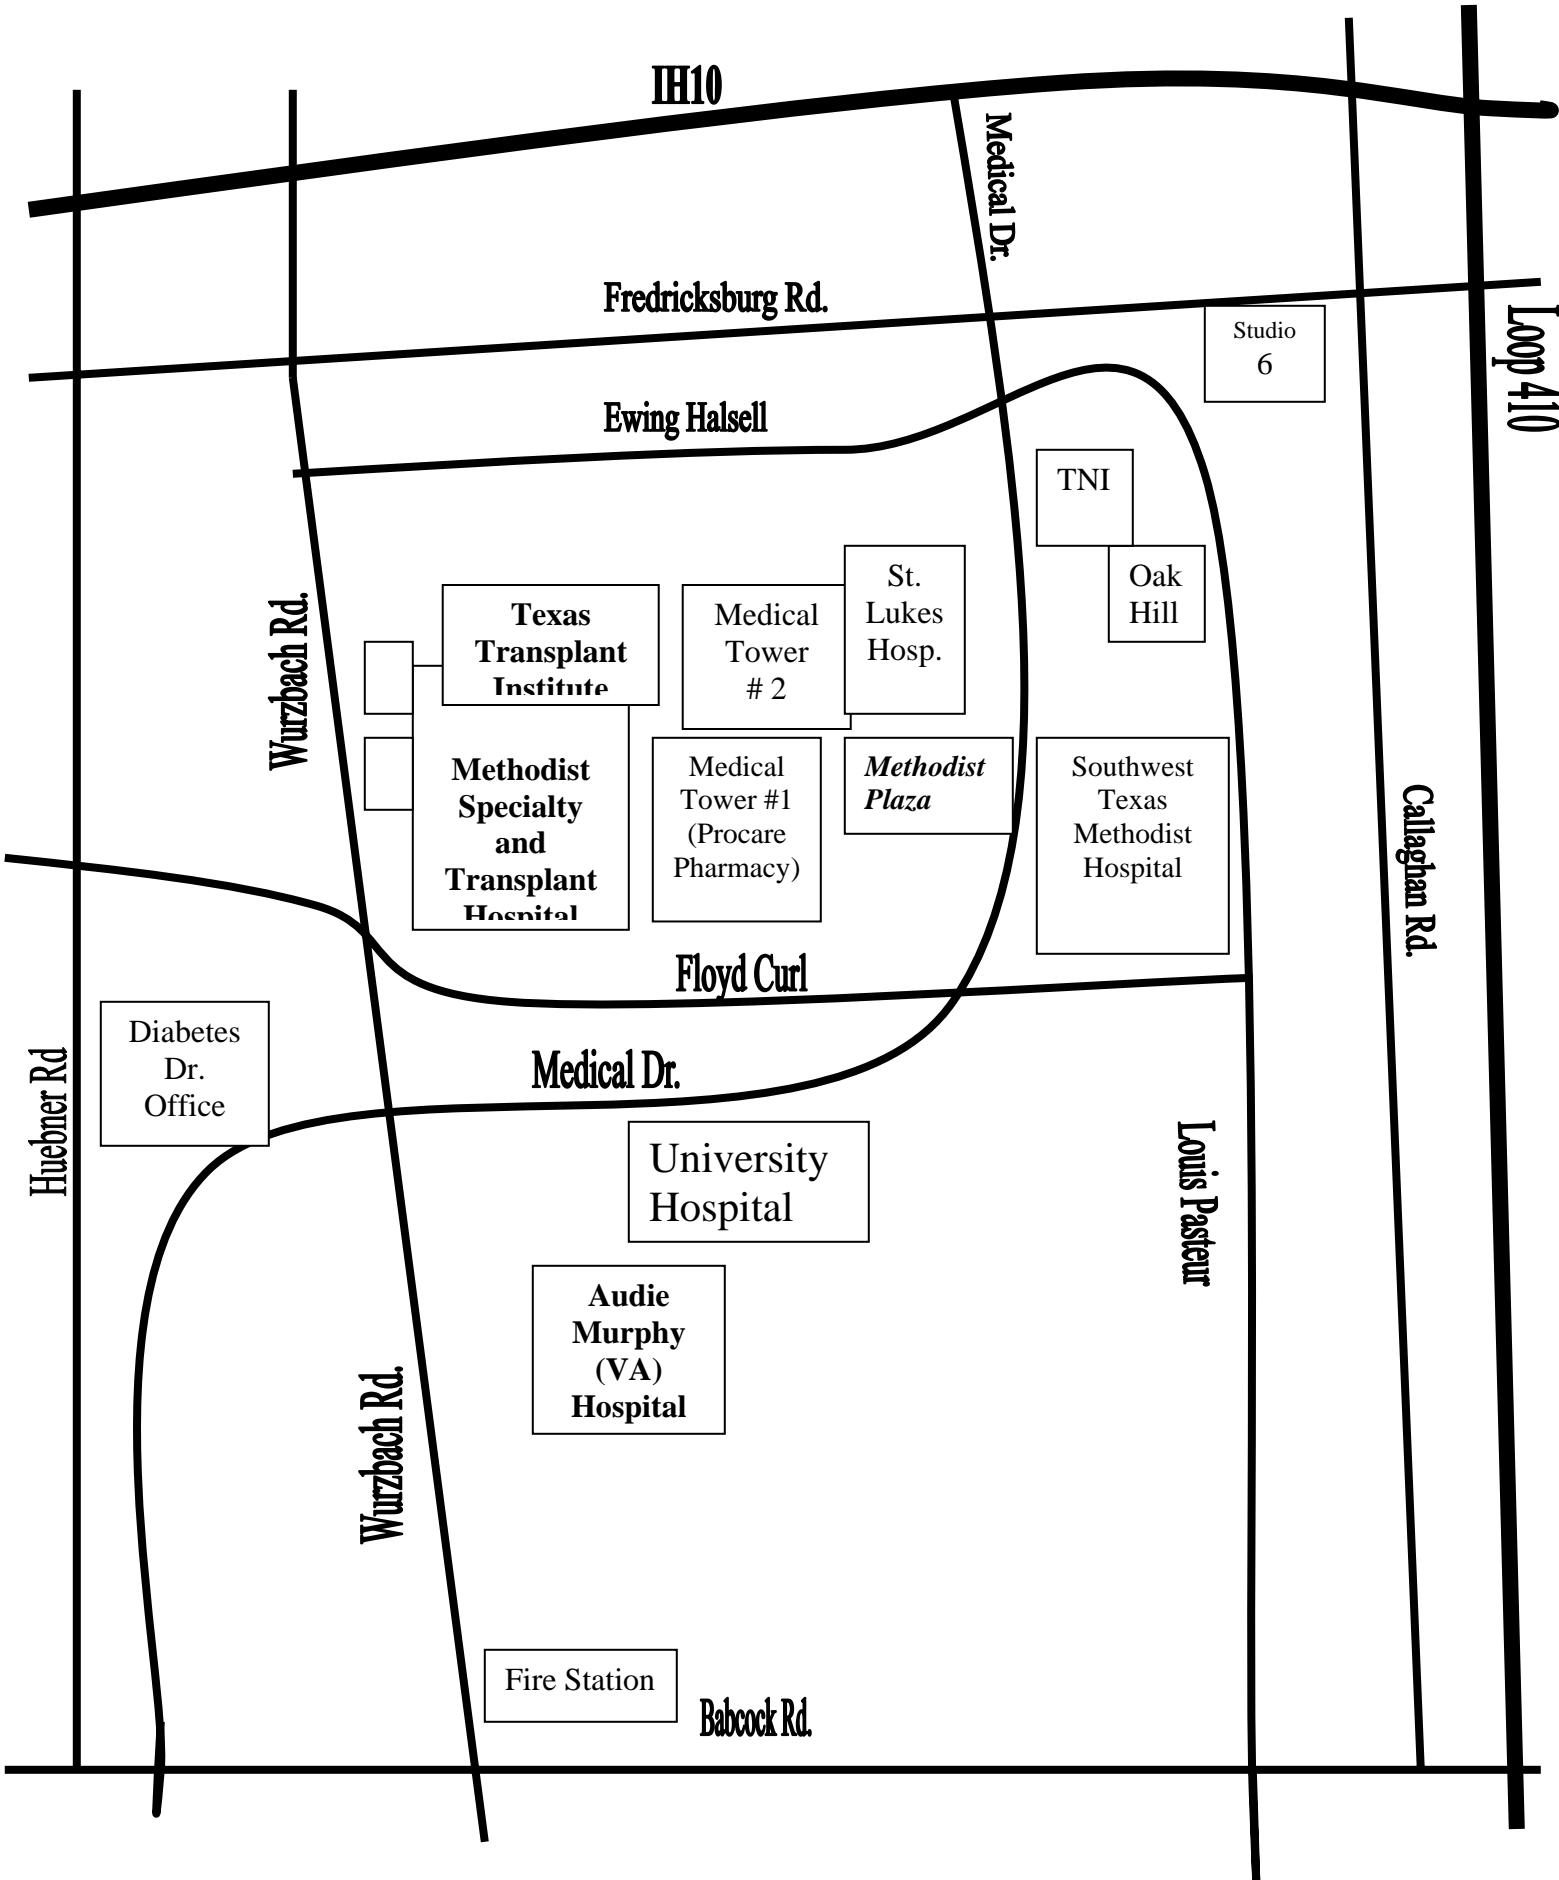 IH10
Medical Dr.
Fredricksburg Rd.
Loop 410
Studio
6
Ewing Halsell
TNI
St.
Lukes
Hosp.
Oak
Hill
Wurzbach Rd.
Texas
Transplant
Institute
Medical
Tower
# 2
Methodist
Specialty
and
Transplant
Hospital
Medical
Tower #1
(Procare
Pharmacy)
Methodist
Plaza
Southwest
Texas
Methodist
Hospital
Callaghan Rd.
Floyd Curl
Diabetes
Dr.
Office
Huebner Rd
Medical Dr.
University
Hospital
Louis Pasteur
Audie
Murphy
(VA)
Hospital
Wurzbach Rd.
Fire Station
Babcock Rd.